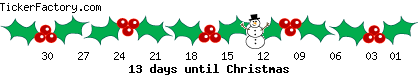 TickerFactory.com
30 27 24 21 18 15 12 09 06 03 01
13 days until Christmas